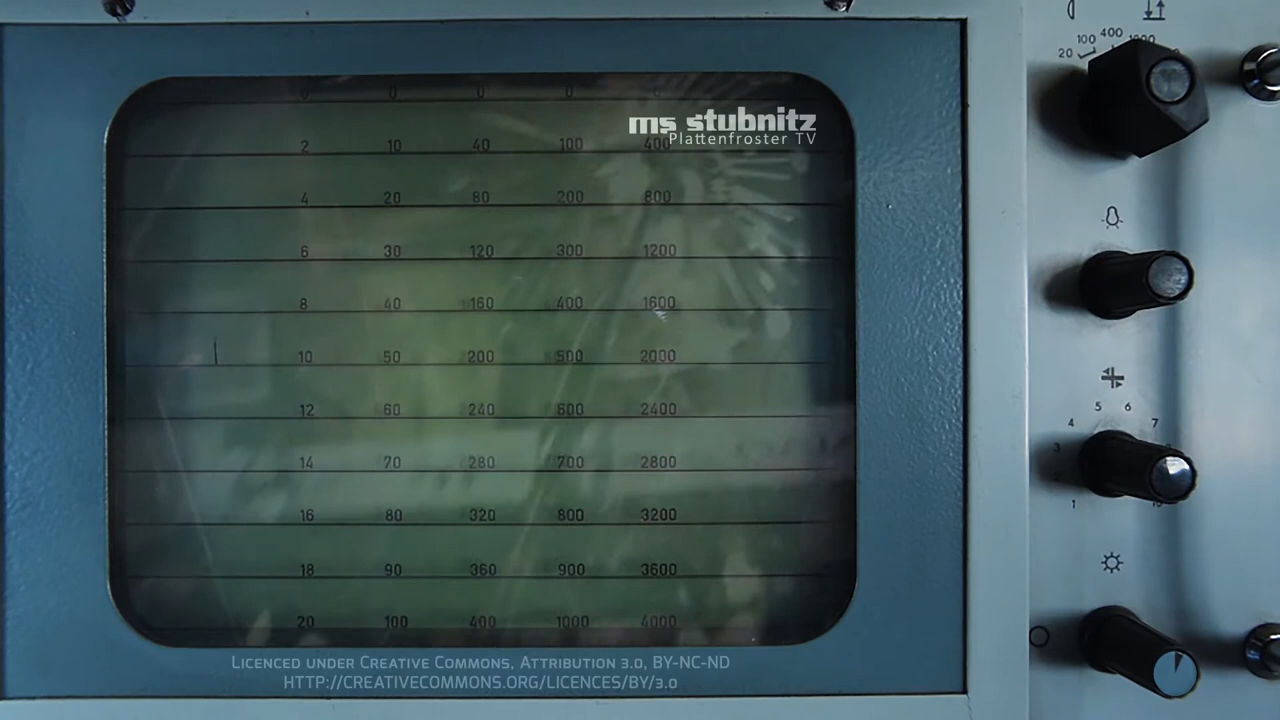 20 100 400 1000
0 0 0 0 0
ms stubnitz
Plattenfroster TV
2 10 40 100 400
4 20 80 200 800
6 30 120 300 1200
8 40 160 400 1600
10 50 200 500 2000
12 60 240 600 2400
14 70 280 700 2800
16 80 320 800 3200
18 90 360 900 3600
20 100 400 1000 4000
5 6
4 7
3
1
LICENCED UNDER CREATIVE COMMONS, ATTRIBUTION 3.0, BY-NC-ND
HTTP://CREATIVECOMMONS.ORG/LICENCES/BY/3.0